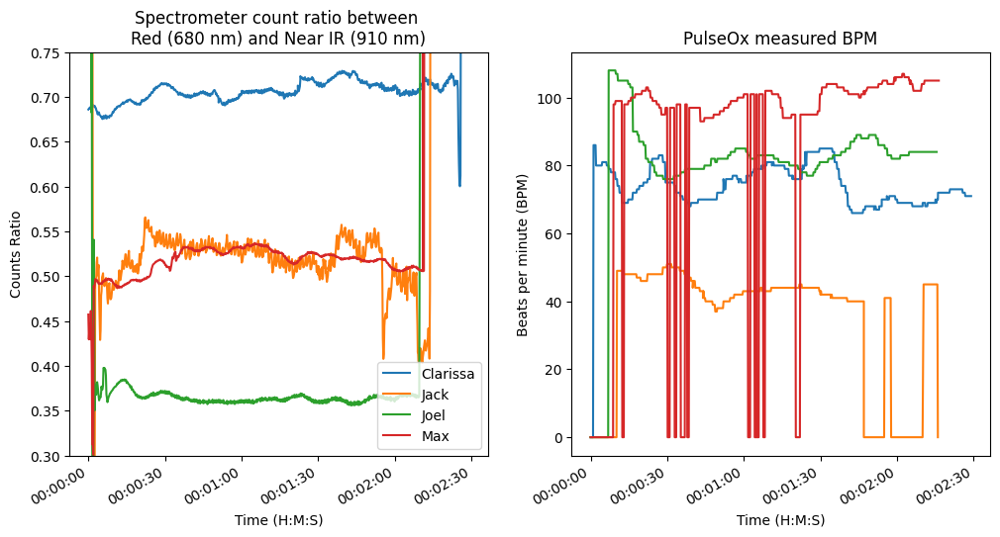 Spectrometer count ratio between
Red (680 nm) and Near IR (910 nm)
Counts Ratio
0.75
0.70
0.65
0.60
0.55
0.50
0.45
0.40
0.35
0.30
00:00:00
00:00:30
00:01:00
00:01:30
00:02:00
00:02:30
Time (H:M:S)
Clarissa
Jack
Joel
Max
PulseOx measured BPM
Beats per minute (BPM)
100
80
60
40
20
0
00:00:00
00:00:30
00:01:00
00:01:30
00:02:00
00:02:30
Time (H:M:S)